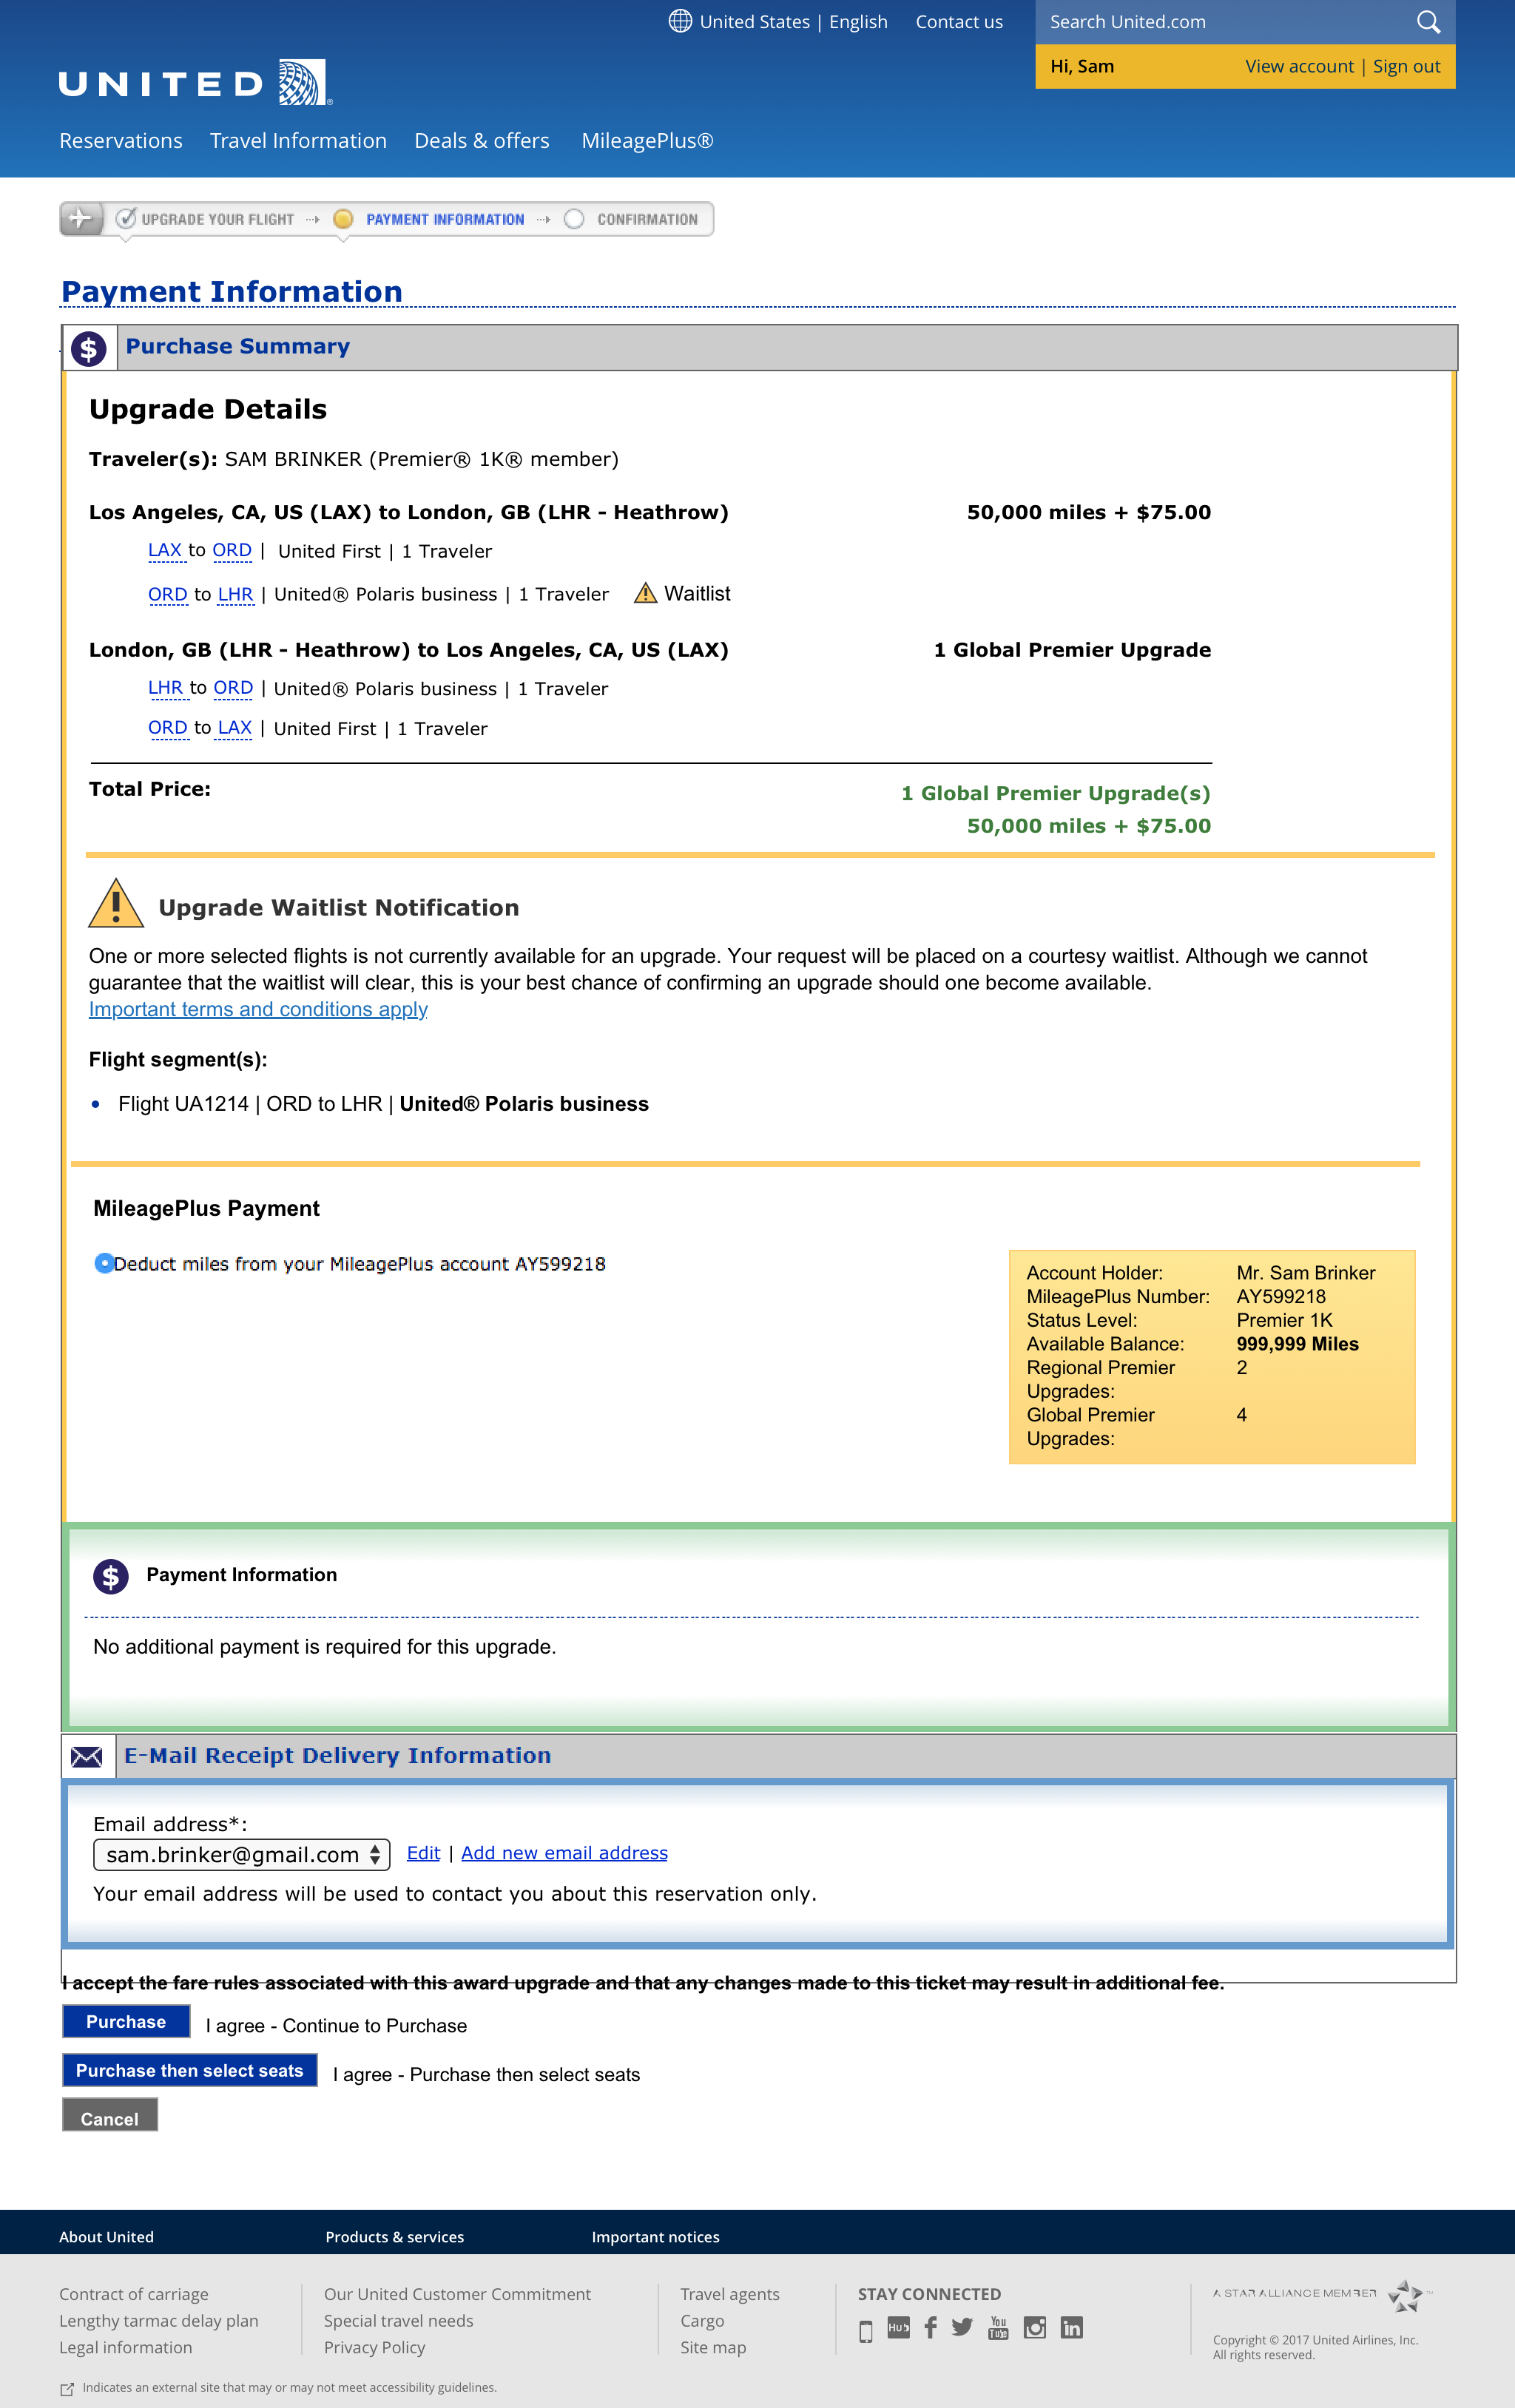 United States | English
Contact us
Search United.com
Hi, Sam
View account | Sign out
UNITED
Reservations
Travel Information
Deals & offers
MileagePlus®
UPGRADE YOUR FLIGHT
PAYMENT INFORMATION
CONFIRMATION
Payment Information
$ Purchase Summary
Upgrade Details
Traveler(s): SAM BRINKER (Premier® 1K® member)
Los Angeles, CA, US (LAX) to London, GB (LHR - Heathrow) 50,000 miles + $75.00
LAX to ORD | United First | 1 Traveler
ORD to LHR | United® Polaris business | 1 Traveler Waitlist
London, GB (LHR - Heathrow) to Los Angeles, CA, US (LAX) 1 Global Premier Upgrade
LHR to ORD | United® Polaris business | 1 Traveler
ORD to LAX | United First | 1 Traveler
Total Price: 1 Global Premier Upgrade(s)
50,000 miles + $75.00
Upgrade Waitlist Notification
One or more selected flights is not currently available for an upgrade. Your request will be placed on a courtesy waitlist. Although we cannot
guarantee that the waitlist will clear, this is your best chance of confirming an upgrade should one become available.
Important terms and conditions apply
Flight segment(s):
• Flight UA1214 | ORD to LHR | United® Polaris business
MileagePlus Payment
Deduct miles from your MileagePlus account AY599218
Account Holder: Mr. Sam Brinker
MileagePlus Number: AY599218
Status Level: Premier 1K
Available Balance: 999,999 Miles
Regional Premier 2
Upgrades:
Global Premier 4
Upgrades:
$ Payment Information
No additional payment is required for this upgrade.
E-Mail Receipt Delivery Information
Email address*:
sam.brinker@gmail.com Edit | Add new email address
Your email address will be used to contact you about this reservation only.
I accept the fare rules associated with this award upgrade and that any changes made to this ticket may result in additional fee.
Purchase I agree - Continue to Purchase
Purchase then select seats I agree - Purchase then select seats
Cancel
About United
Products & services
Important notices
Contract of carriage
Lengthy tarmac delay plan
Legal information
Our United Customer Commitment
Special travel needs
Privacy Policy
Travel agents
Cargo
Site map
STAY CONNECTED
Hub
You
Tube
A STAR ALLIANCE MEMBER ™
Copyright © 2017 United Airlines, Inc.
All rights reserved.
Indicates an external site that may or may not meet accessibility guidelines.